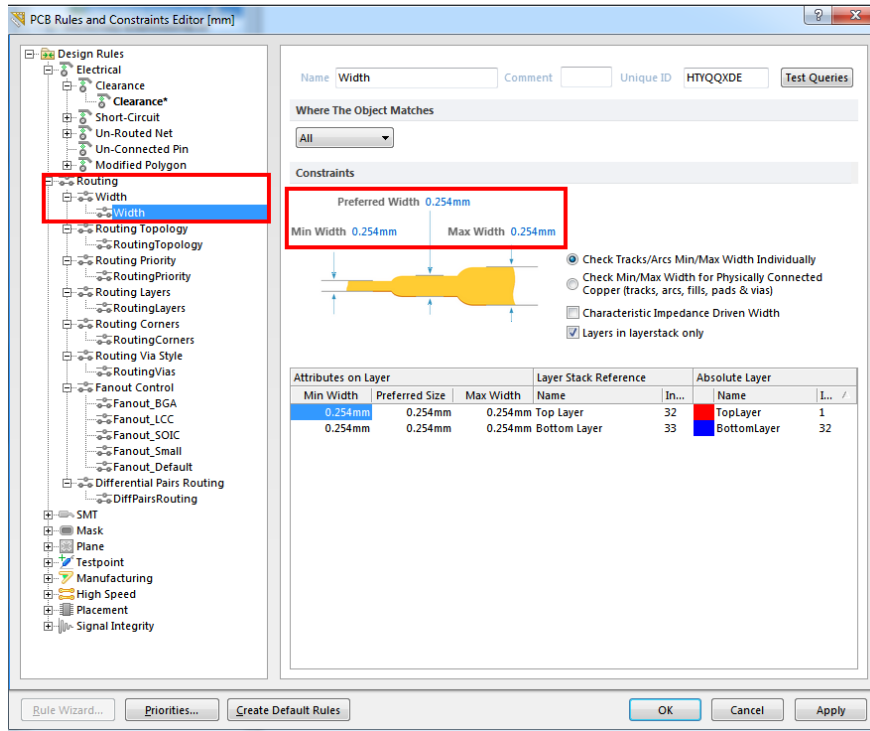 PCB Rules and Constraints Editor [mm]
Design Rules
Electrical
Clearance
Clearance*
Short-Circuit
Un-Routed Net
Un-Connected Pin
Modified Polygon
Routing
Width
Width
Routing Topology
RoutingTopology
Routing Priority
RoutingPriority
Routing Layers
RoutingLayers
Routing Corners
RoutingCorners
Routing Via Style
RoutingVias
Fanout Control
Fanout_BGA
Fanout_LCC
Fanout_SOIC
Fanout_Small
Fanout_Default
Differential Pairs Routing
DiffPairsRouting
SMT
Mask
Plane
Testpoint
Manufacturing
High Speed
Placement
Signal Integrity
Name Width Comment Unique ID HTYQQXDE Test Queries
Where The Object Matches
All
Constraints
Preferred Width 0.254mm
Min Width 0.254mm Max Width 0.254mm
Check Tracks/Arcs Min/Max Width Individually
Check Min/Max Width for Physically Connected
Copper (tracks, arcs, fills, pads & vias)
Characteristic Impedance Driven Width
Layers in layerstack only
Attributes on Layer Layer Stack Reference Absolute Layer
Min Width Preferred Size Max Width Name In... Name I...
0.254mm 0.254mm 0.254mm Top Layer 32 TopLayer 1
0.254mm 0.254mm 0.254mm Bottom Layer 33 BottomLayer 32
Rule Wizard... Priorities... Create Default Rules OK Cancel Apply